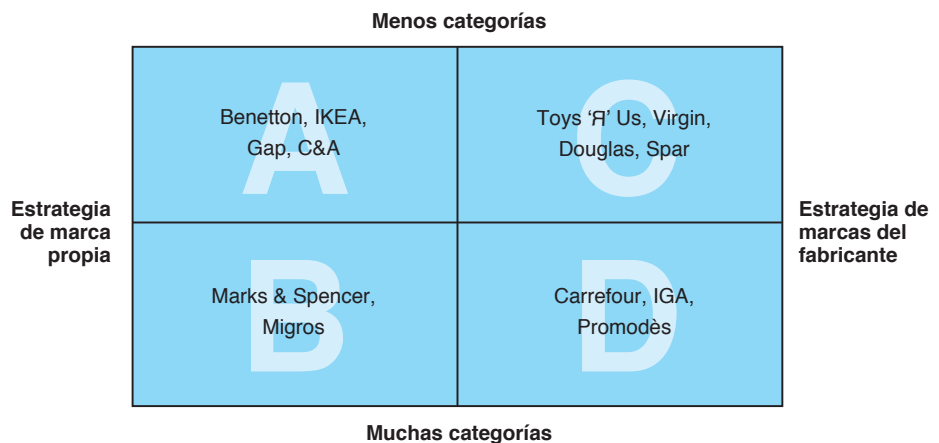 Menos categorías
A
Benetton, IKEA,
Gap, C&A
C
Toys ‘Я’ Us, Virgin,
Douglas, Spar
Estrategia
de marca
propia
Estrategia de
marcas del
fabricante
B
Marks & Spencer,
Migros
D
Carrefour, IGA,
Promodès
Muchas categorías